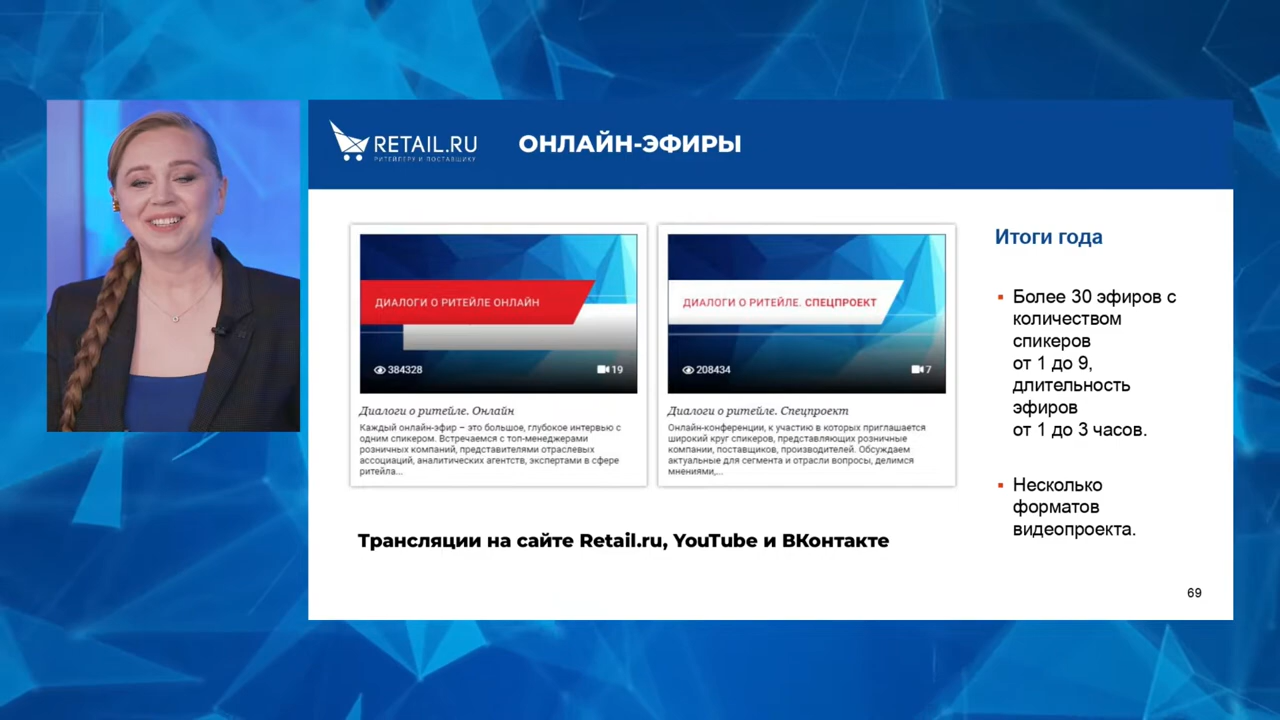 RETAIL.RU
РИТЕЙЛЕРУ И ПОСТАВЩИКУ
ОНЛАЙН-ЭФИРЫ
ДИАЛОГИ О РИТЕЙЛЕ ОНЛАЙН
384328
19
Диалоги о ритейле. Онлайн
Каждый онлайн-эфир – это большое, глубокое интервью с
одним спикером. Встречаемся с топ-менеджерами
розничных компаний, представителями отраслевых
ассоциаций, аналитических агентств, экспертами в сфере
ритейла...
ДИАЛОГИ О РИТЕЙЛЕ. СПЕЦПРОЕКТ
208434
7
Диалоги о ритейле. Спецпроект
Онлайн-конференции, к участию в которых приглашается
широкий круг спикеров, представляющих розничные
компании, поставщиков, производителей. Обсуждаем
актуальные для сегмента и отрасли вопросы, делимся
мнениями,...
Трансляции на сайте Retail.ru, YouTube и ВКонтакте
Итоги года
▪ Более 30 эфиров с
количеством
спикеров
от 1 до 9,
длительность
эфиров
от 1 до 3 часов.
▪ Несколько
форматов
видеопроекта.
69